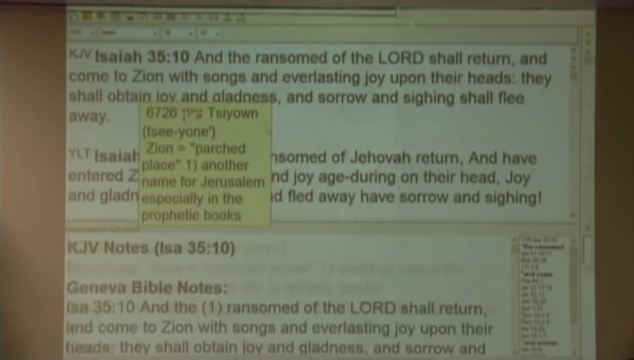 KJV Isaiah 35:10 And the ransomed of the LORD shall return, and
come to Zion with songs and everlasting joy upon their heads: they
shall obtain joy and gladness, and sorrow and sighing shall flee
away.
6726 ציון Tsiyown
{tsee-yone'}
Zion = "parched
place" 1) another
name for Jerusalem
especially in the
prophetic books
YLT Isaiah nsomed of Jehovah return, And have
entered Z nd joy age-during on their head, Joy
and gladn d fled away have sorrow and sighing!
KJV Notes (Isa 35:10)
Geneva Bible Notes:
Isa 35:10 And the (1) ransomed of the LORD shall return,
and come to Zion with songs and everlasting joy upon their
heads: they shall obtain joy and gladness, and sorrow and